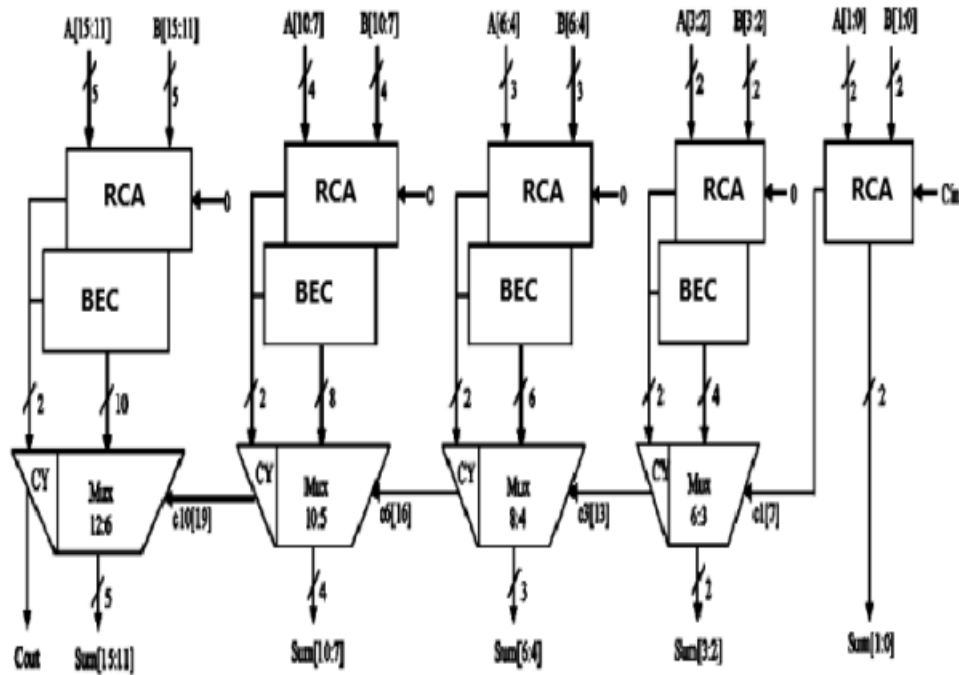 A[15:11] B[15:11] A[10:7] B[10:7] A[6:4] B[6:4] A[3:2] B[3:2] A[1:0] B[1:0]
5 5 4 4 3 3 2 2 2 2
RCA 0 RCA 0 RCA 0 RCA 0 RCA Cin
BEC BEC BEC BEC
2 10 2 8 2 6 2 4 2
CY Mux 12:6 c10[19] CY Mux 10:5 c6[16] CY Mux 8:4 c3[13] CY Mux 6:3 c1[7]
5 4 3 2
Cout Sum[15:11] Sum[10:7] Sum[6:4] Sum[3:2] Sum[1:0]